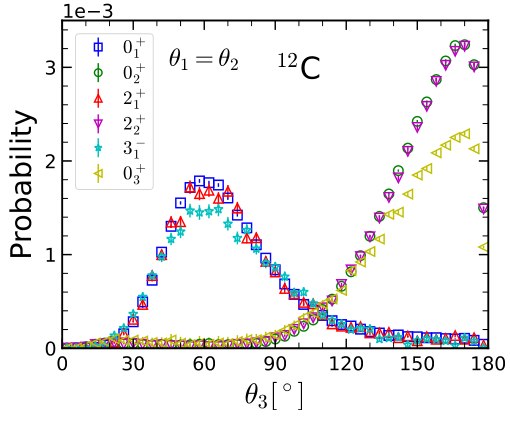 1e−3
Probability
3
2
1
0
0⁺₁
0⁺₂
2⁺₁
2⁺₂
3⁻₁
0⁺₃
θ₁ = θ₂
¹²C
0 30 60 90 120 150 180
θ₃[°]